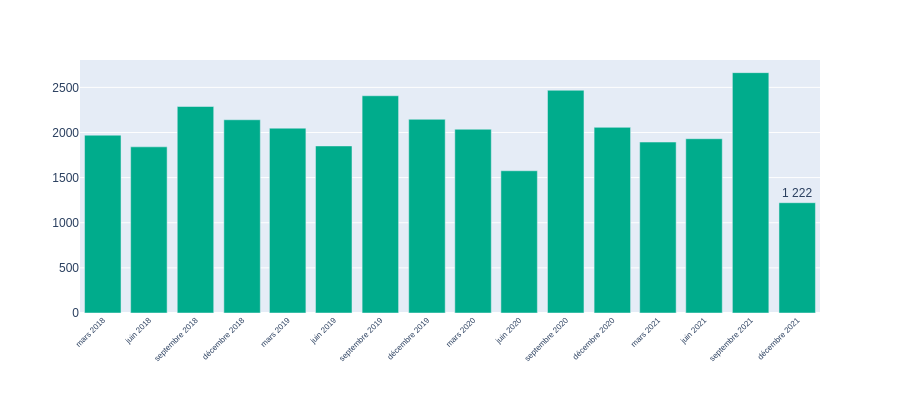 2500
2000
1500
1000
500
0
1 222
mars 2018
juin 2018
septembre 2018
décembre 2018
mars 2019
juin 2019
septembre 2019
décembre 2019
mars 2020
juin 2020
septembre 2020
décembre 2020
mars 2021
juin 2021
septembre 2021
décembre 2021